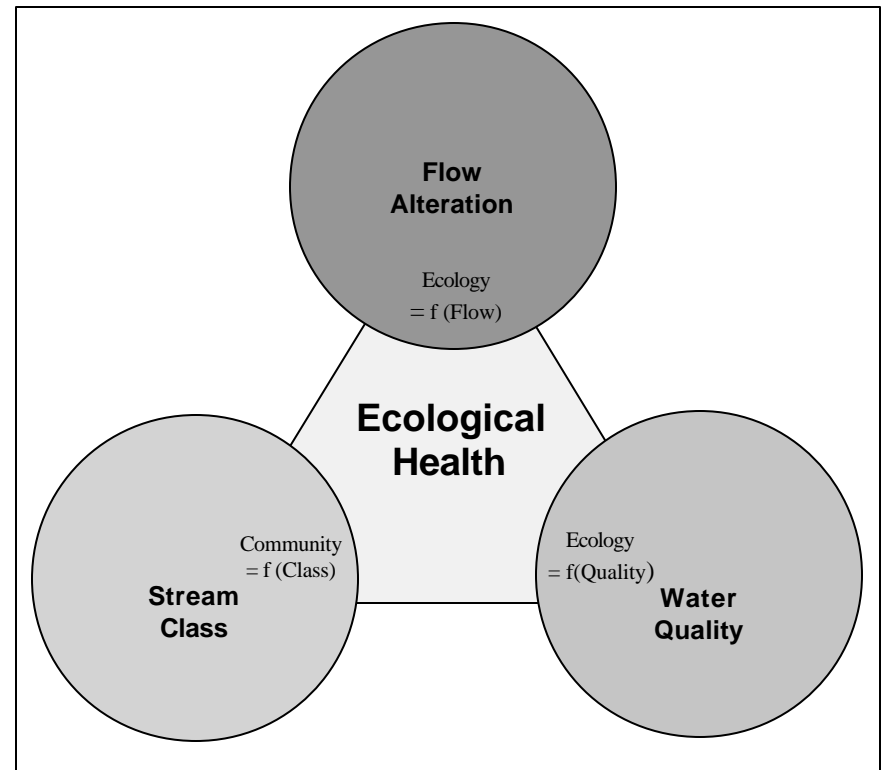 Flow
Alteration
Ecology
= f (Flow)
Ecological
Health
Community
= f (Class)
Stream
Class
Ecology
= f(Quality)
Water
Quality